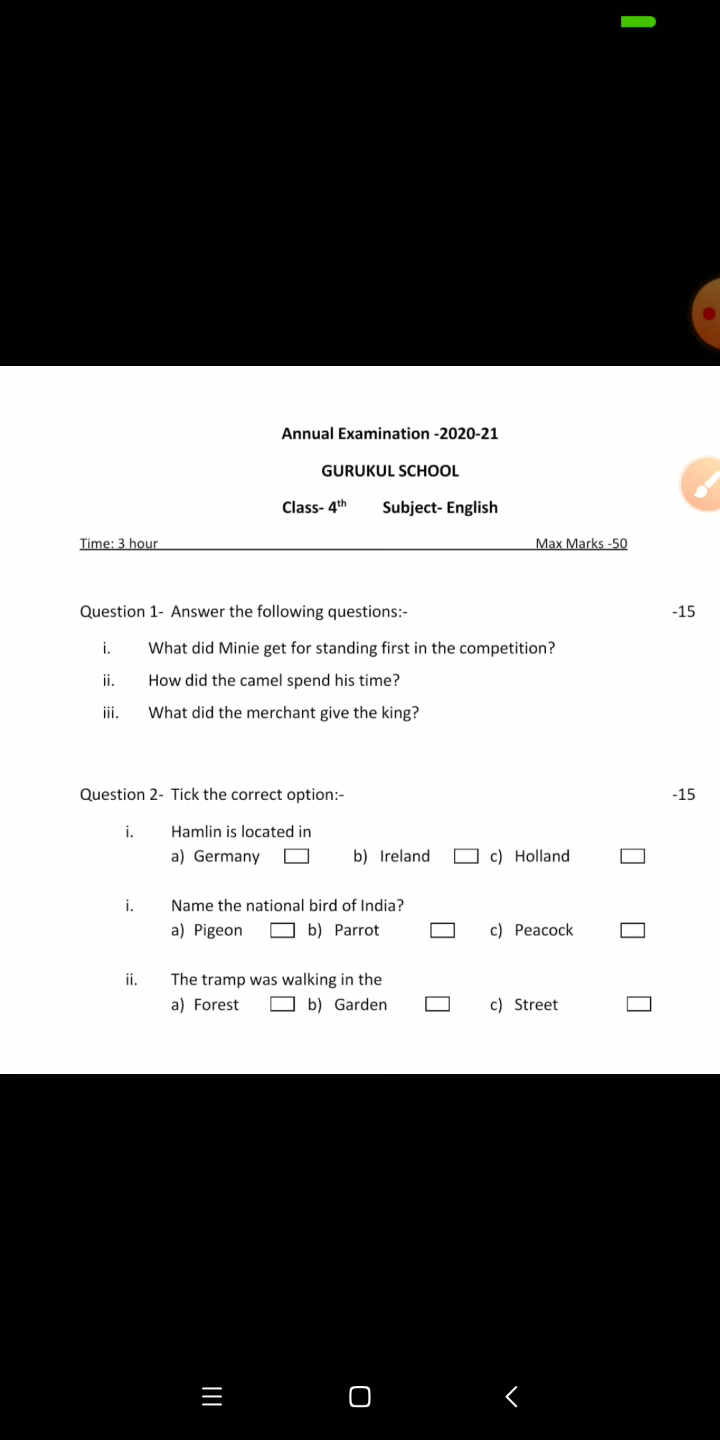 Annual Examination -2020-21
GURUKUL SCHOOL
Class- 4th Subject- English
Time: 3 hour Max Marks -50
Question 1- Answer the following questions:- -15
i. What did Minie get for standing first in the competition?
ii. How did the camel spend his time?
iii. What did the merchant give the king?
Question 2- Tick the correct option:- -15
i. Hamlin is located in
a) Germany b) Ireland c) Holland
i. Name the national bird of India?
a) Pigeon b) Parrot c) Peacock
ii. The tramp was walking in the
a) Forest b) Garden c) Street